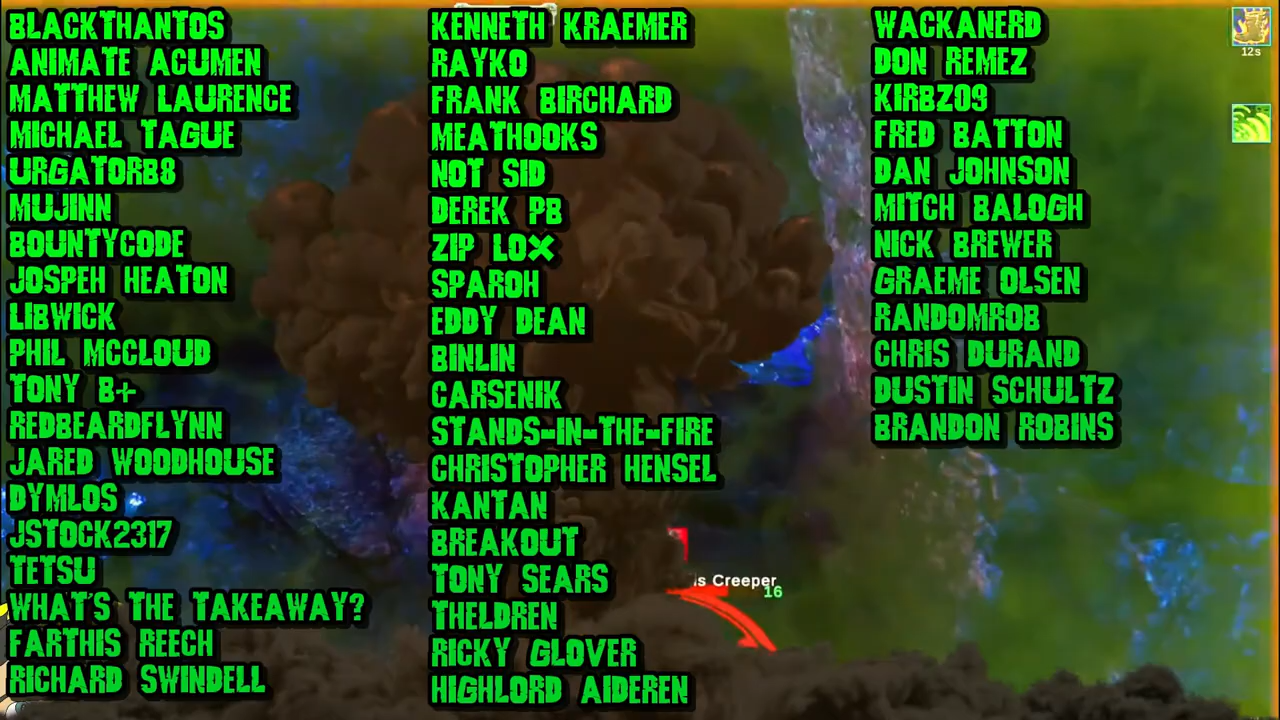 BLACKTHANTOS
ANIMATE ACUMEN
MATTHEW LAURENCE
MICHAEL TAGUE
URGATORB8
MUJINN
BOUNTYCODE
JOSPEH HEATON
LIBWICK
PHIL MCCLOUD
TONY B+
REDBEARDFLYNN
JARED WOODHOUSE
DYMLOS
JSTOCK2317
TETSU
WHAT'S THE TAKEAWAY?
FARTHIS REECH
RICHARD SWINDELL
KENNETH KRAEMER
RAYKO
FRANK BIRCHARD
MEATHOOKS
NOT SID
DEREK PB
ZIP LOX
SPAROH
EDDY DEAN
BINLIN
CARSENIK
STANDS-IN-THE-FIRE
CHRISTOPHER HENSEL
KANTAN
BREAKOUT
TONY SEARS
THELDREN
RICKY GLOVER
HIGHLORD AIDEREN
WACKANERD
DON REMEZ
KIRBZ09
FRED BATTON
DAN JOHNSON
MITCH BALOGH
NICK BREWER
GRAEME OLSEN
RANDOMROB
CHRIS DURAND
DUSTIN SCHULTZ
BRANDON ROBINS
12s
Creeper
16